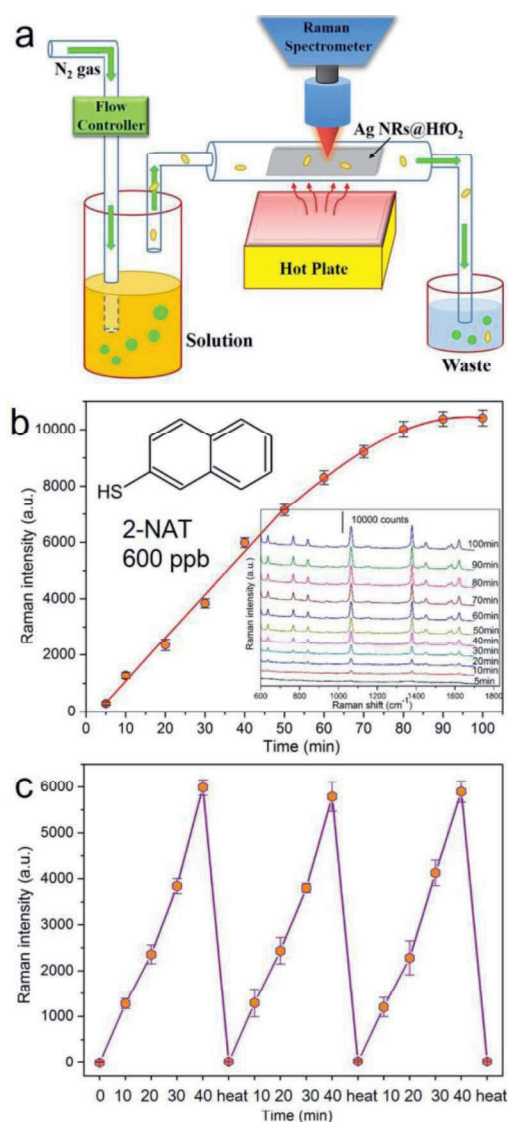 a
Raman
Spectrometer
N₂ gas
Flow
Controller
Ag NRs@HfO₂
Hot Plate
Solution
Waste
b
Raman intensity (a.u.)
10000
8000
6000
4000
2000
0
HS
2-NAT
600 ppb
10000 counts
Raman intensity (a.u.)
100min
90min
80min
70min
60min
50min
40min
30min
20min
10min
5min
600 800 1000 1200 1400 1600 1800
Raman shift (cm⁻¹)
0 10 20 30 40 50 60 70 80 90 100
Time (min)
c
Raman intensity (a.u.)
6000
5000
4000
3000
2000
1000
0
0 10 20 30 40 heat 10 20 30 40 heat 10 20 30 40 heat
Time (min)